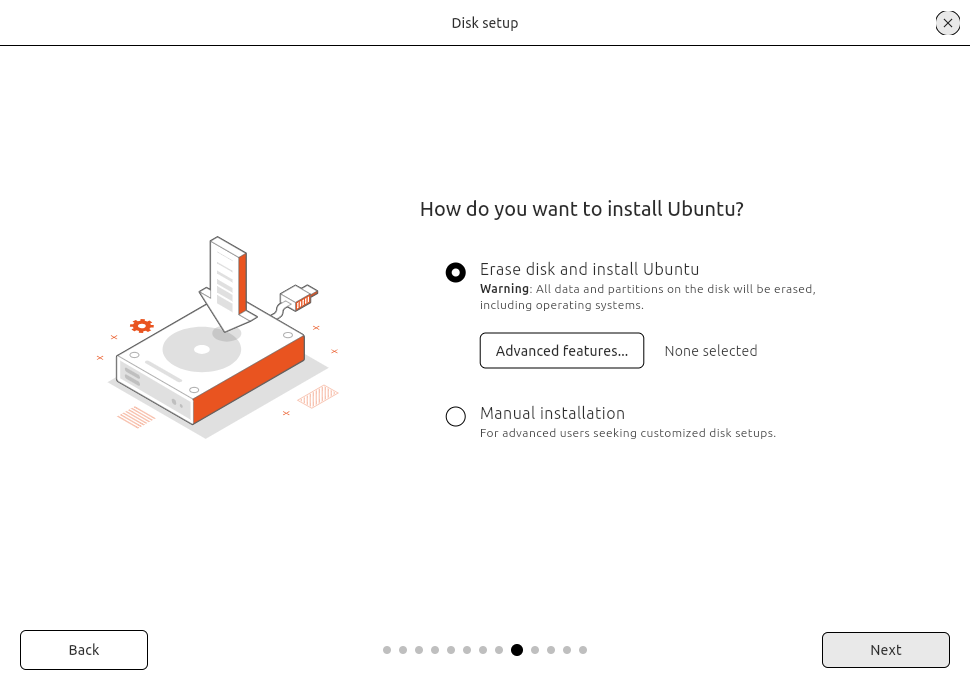 Disk setup
How do you want to install Ubuntu?
Erase disk and install Ubuntu
Warning: All data and partitions on the disk will be erased,
including operating systems.
Advanced features... None selected
Manual installation
For advanced users seeking customized disk setups.
Back Next